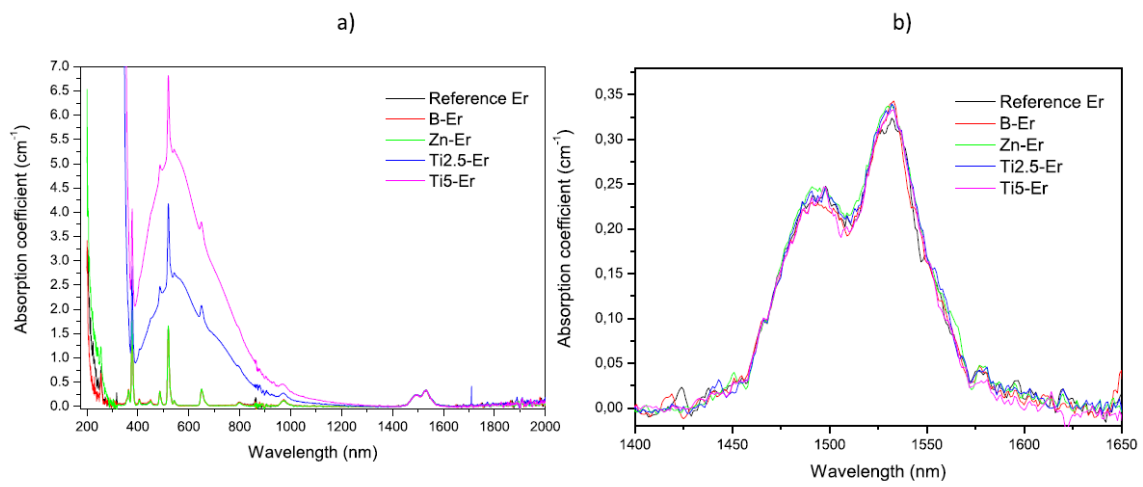 a)
b)
7.0
6.5
6.0
5.5
5.0
4.5
4.0
3.5
3.0
2.5
2.0
1.5
1.0
0.5
0.0
Absorption coefficient (cm⁻¹)
Reference Er
B-Er
Zn-Er
Ti2.5-Er
Ti5-Er
200 400 600 800 1000 1200 1400 1600 1800 2000
Wavelength (nm)
0,35
0,30
0,25
0,20
0,15
0,10
0,05
0,00
Absorption coefficient (cm⁻¹)
Reference Er
B-Er
Zn-Er
Ti2.5-Er
Ti5-Er
1400 1450 1500 1550 1600 1650
Wavelength (nm)